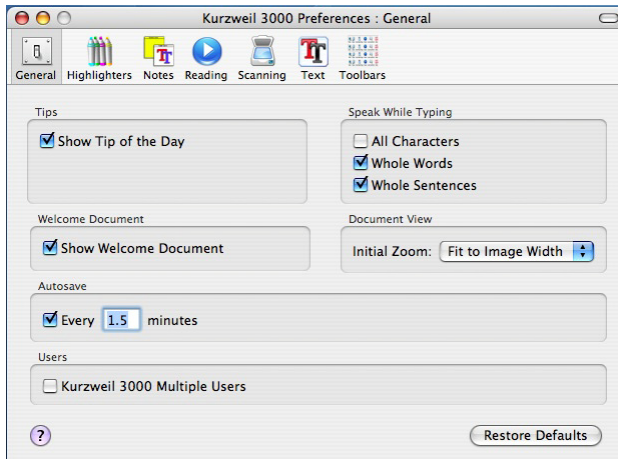 Kurzweil 3000 Preferences : General
General Highlighters Notes Reading Scanning Text Toolbars
Tips
Show Tip of the Day
Speak While Typing
All Characters
Whole Words
Whole Sentences
Welcome Document
Show Welcome Document
Document View
Initial Zoom: Fit to Image Width
Autosave
Every 1.5 minutes
Users
Kurzweil 3000 Multiple Users
? Restore Defaults